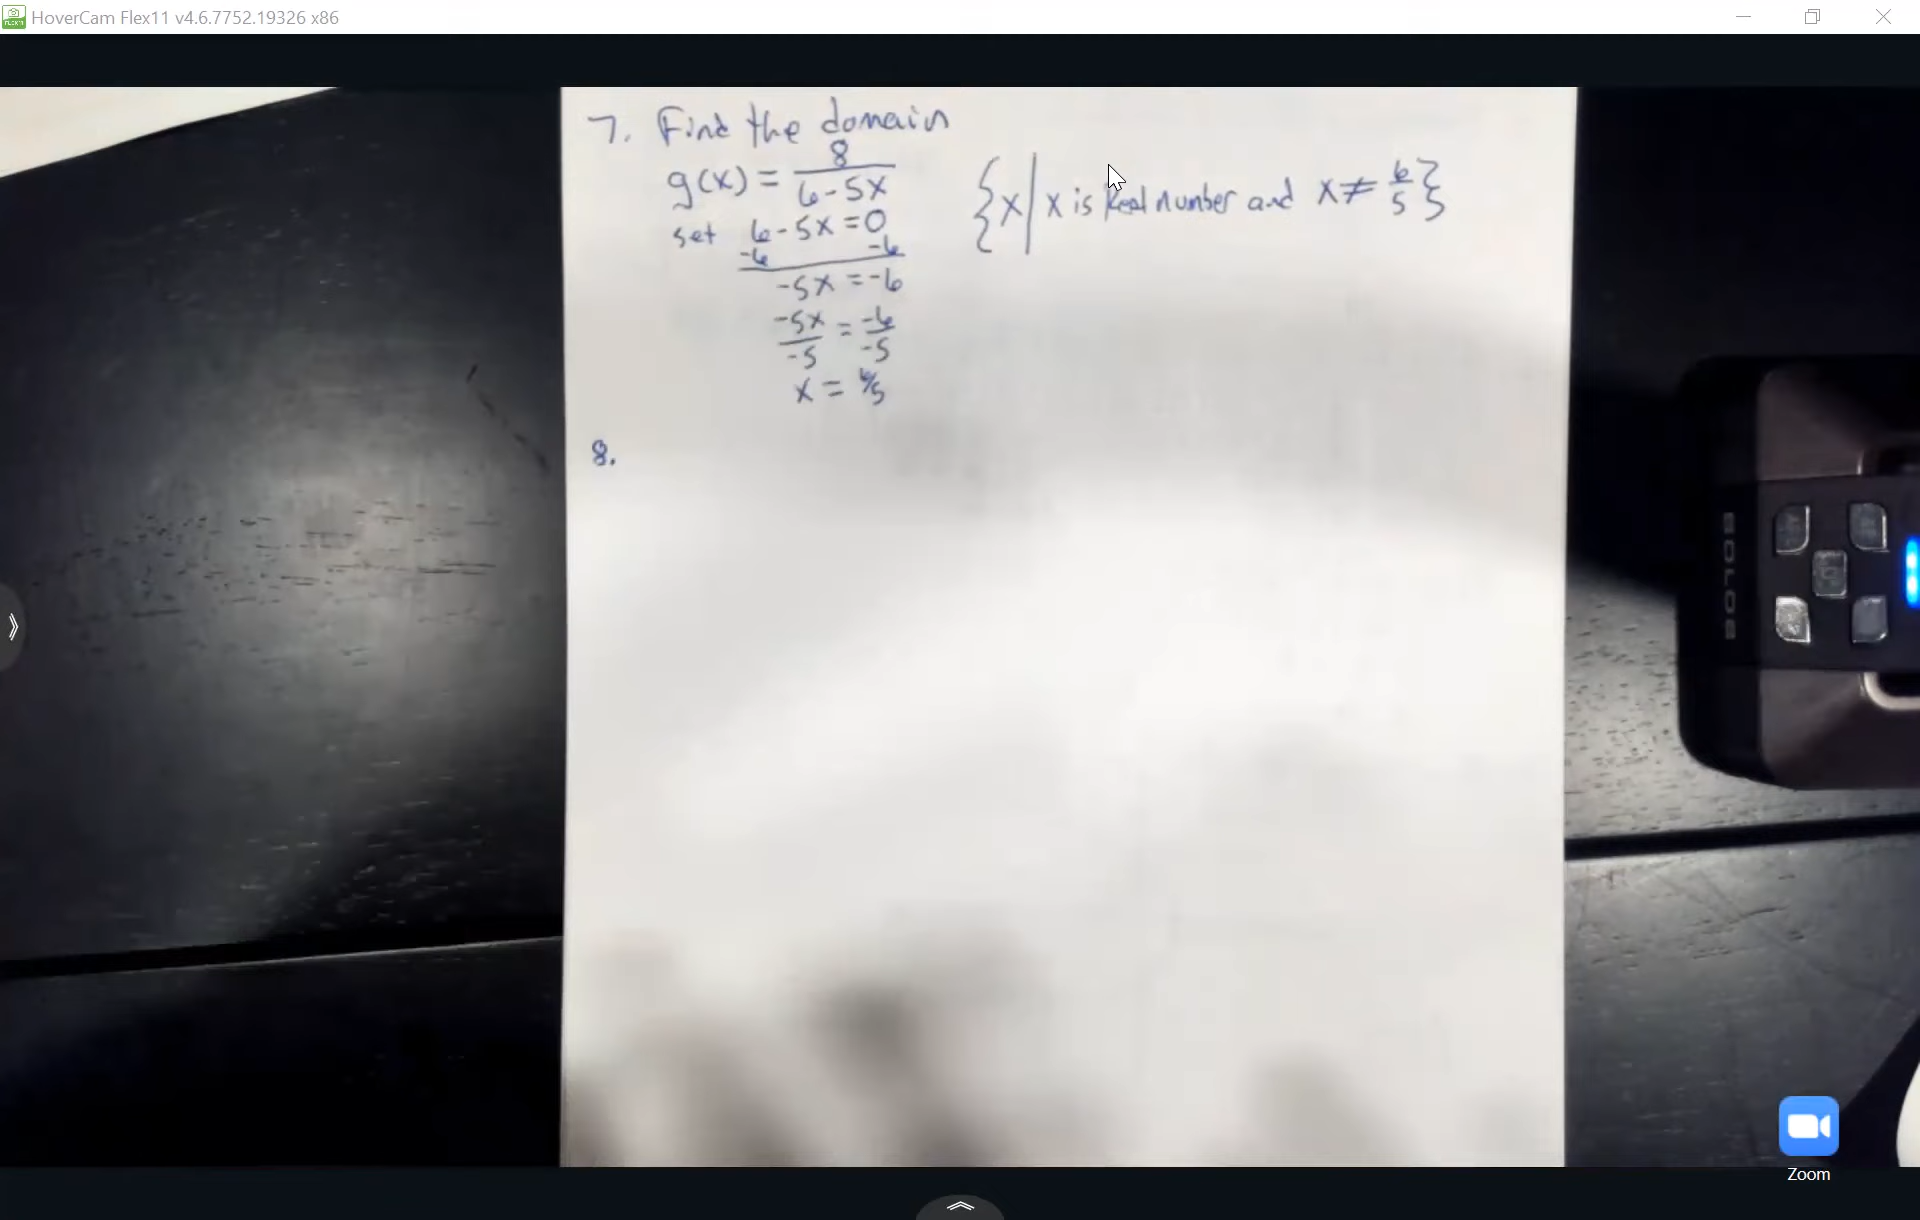 HoverCam Flex11 v4.6.7752.19326 x86
7. Find the domain
g(x) = 8 / 6-5x
{x | x is Real number and x ≠ 6/5}
set 6-5x=0
-6 -6
-5x = -6
-5x/-5 = -6/-5
x = 6/5
8.
SOLOS
Zoom